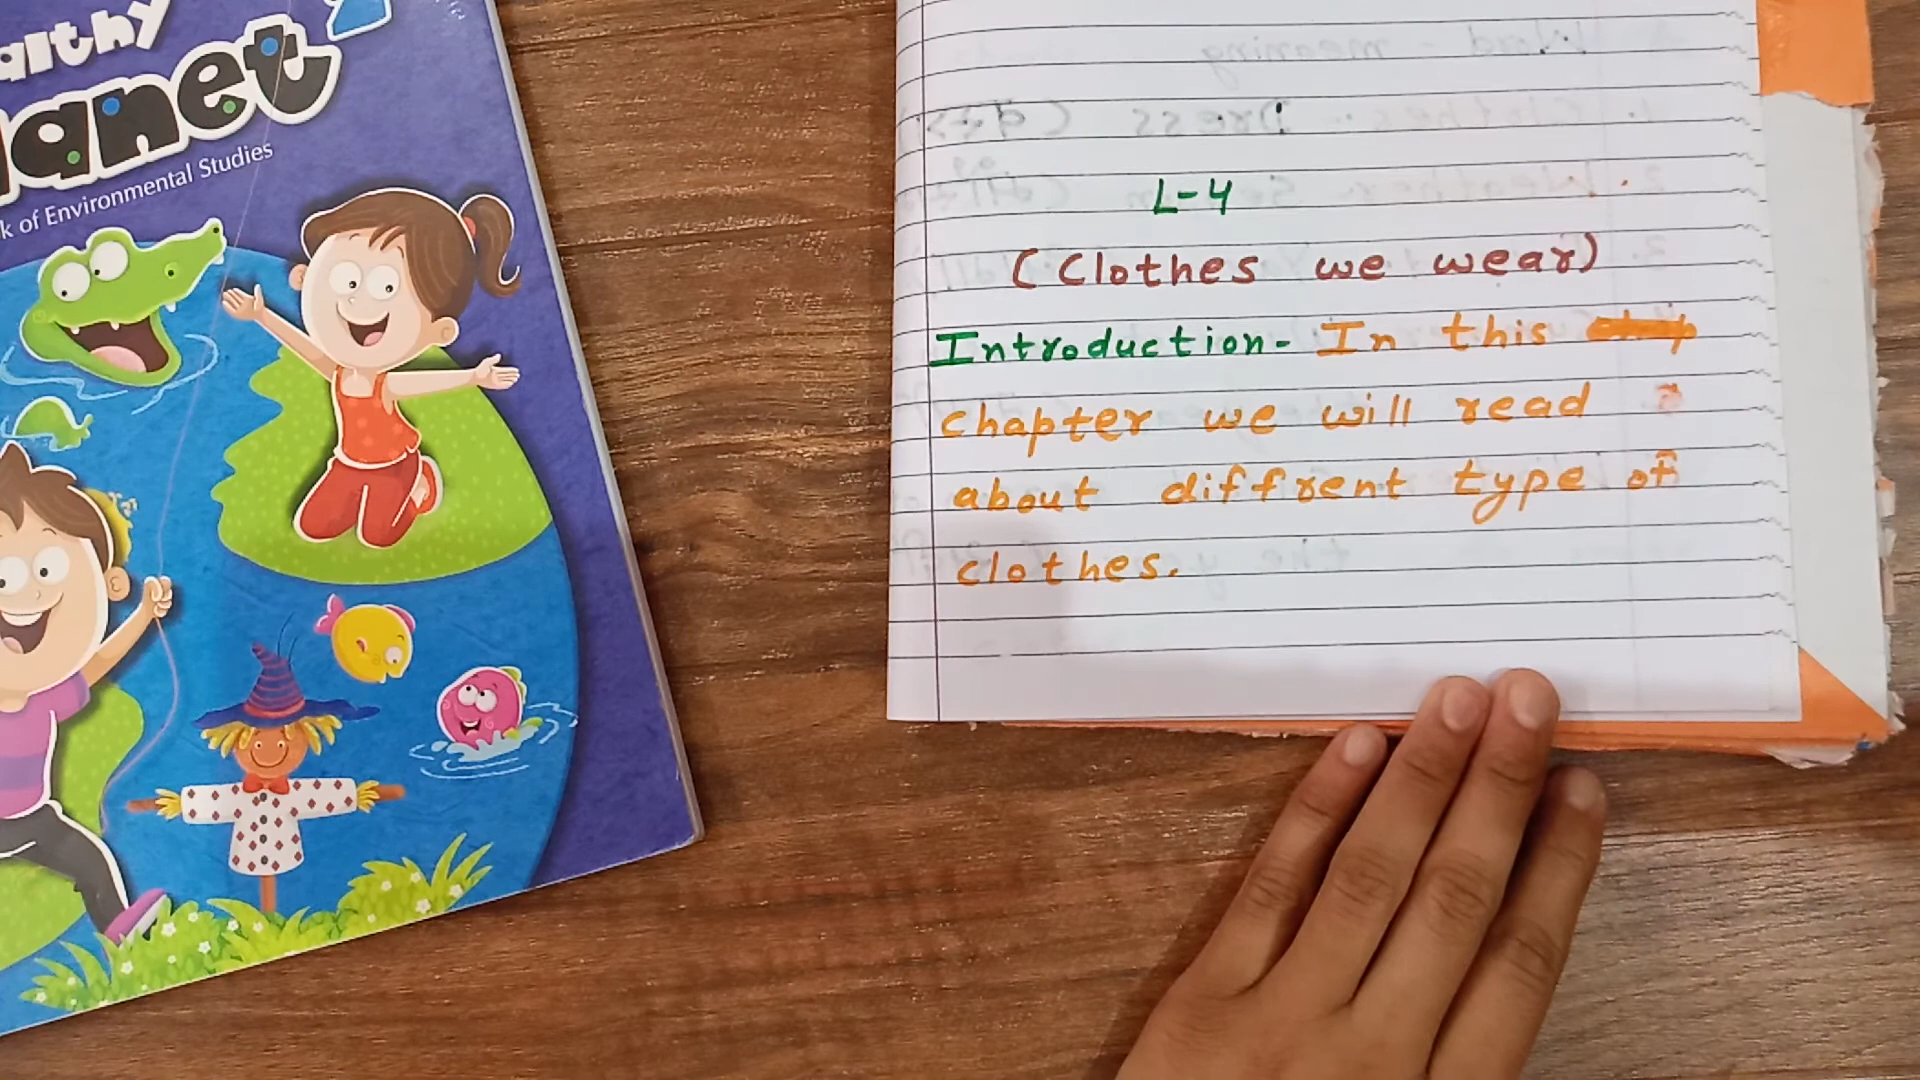 althy
lanet 2
k of Environmental Studies
L-4
(Clothes we wear)
Introduction- In this
chapter we will read
about diffrent type of
clothes.